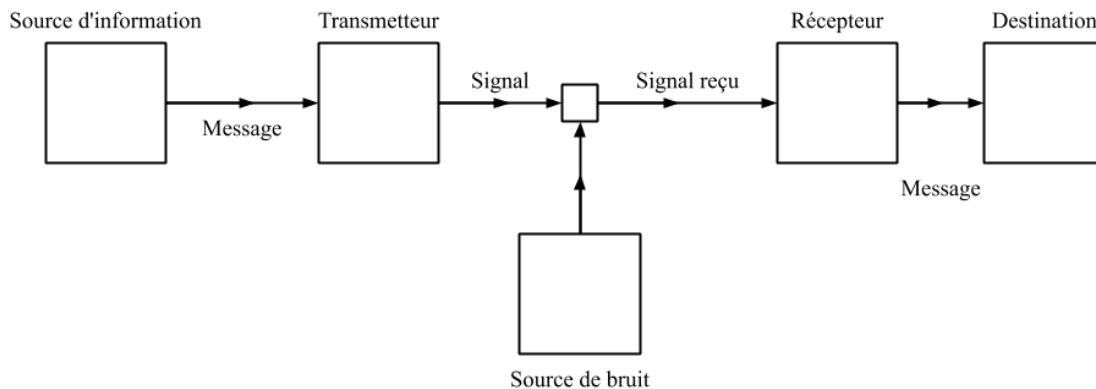 Source d'information
Transmetteur
Récepteur
Destination
Signal
Signal reçu
Message
Message
Source de bruit